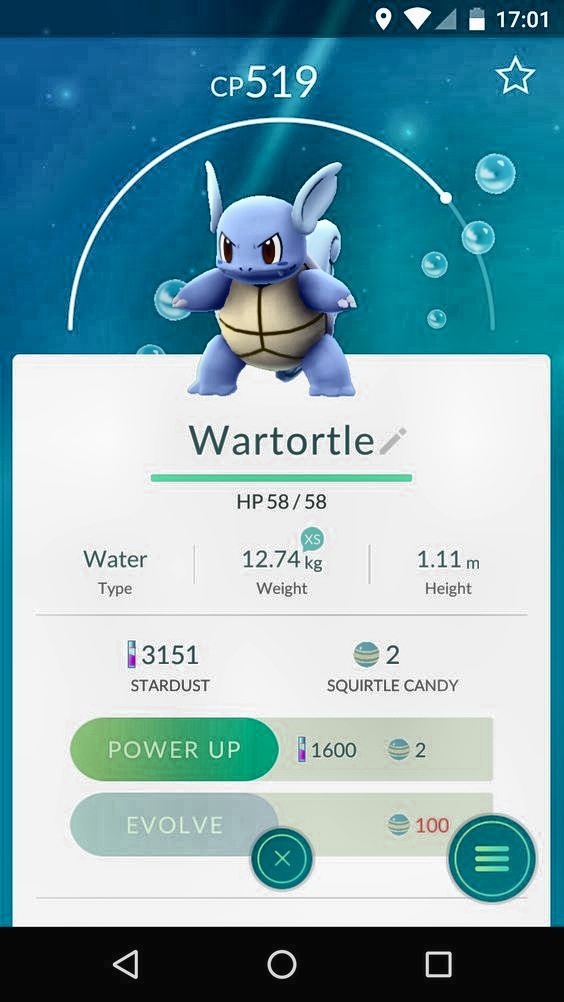 17:01
CP519
Wartortle
HP 58 / 58
Water
Type
XS
12.74 kg
Weight
1.11 m
Height
3151
STARDUST
2
SQUIRTLE CANDY
POWER UP 1600 2
EVOLVE 100